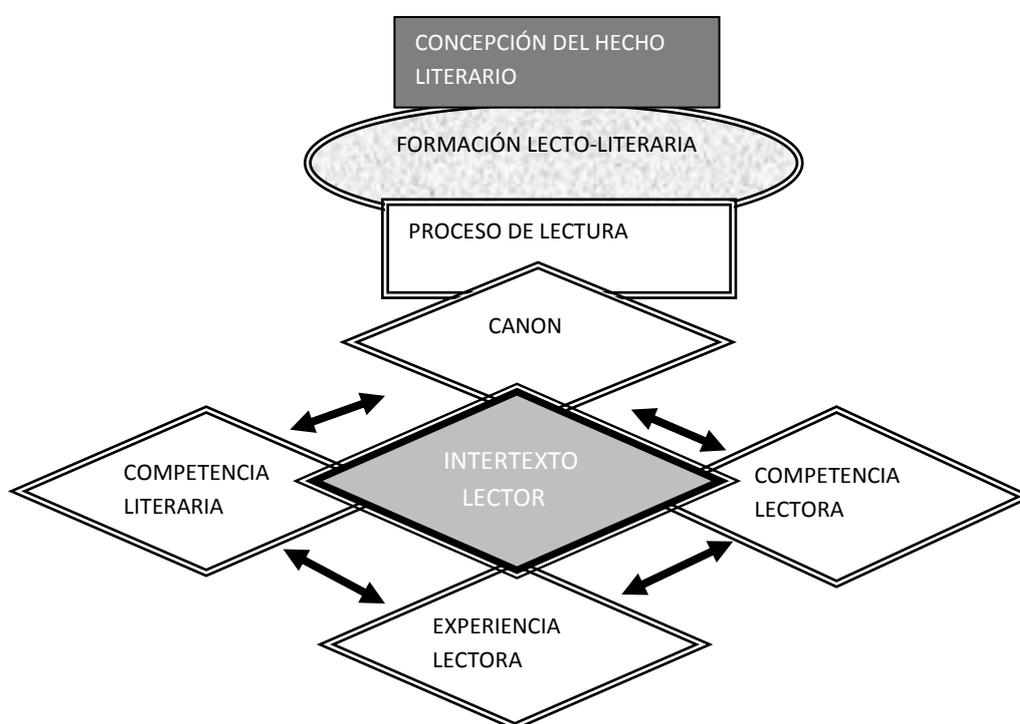 CONCEPCIÓN DEL HECHO
LITERARIO
FORMACIÓN LECTO-LITERARIA
PROCESO DE LECTURA
CANON
COMPETENCIA
LITERARIA
INTERTEXTO
LECTOR
COMPETENCIA
LECTORA
EXPERIENCIA
LECTORA